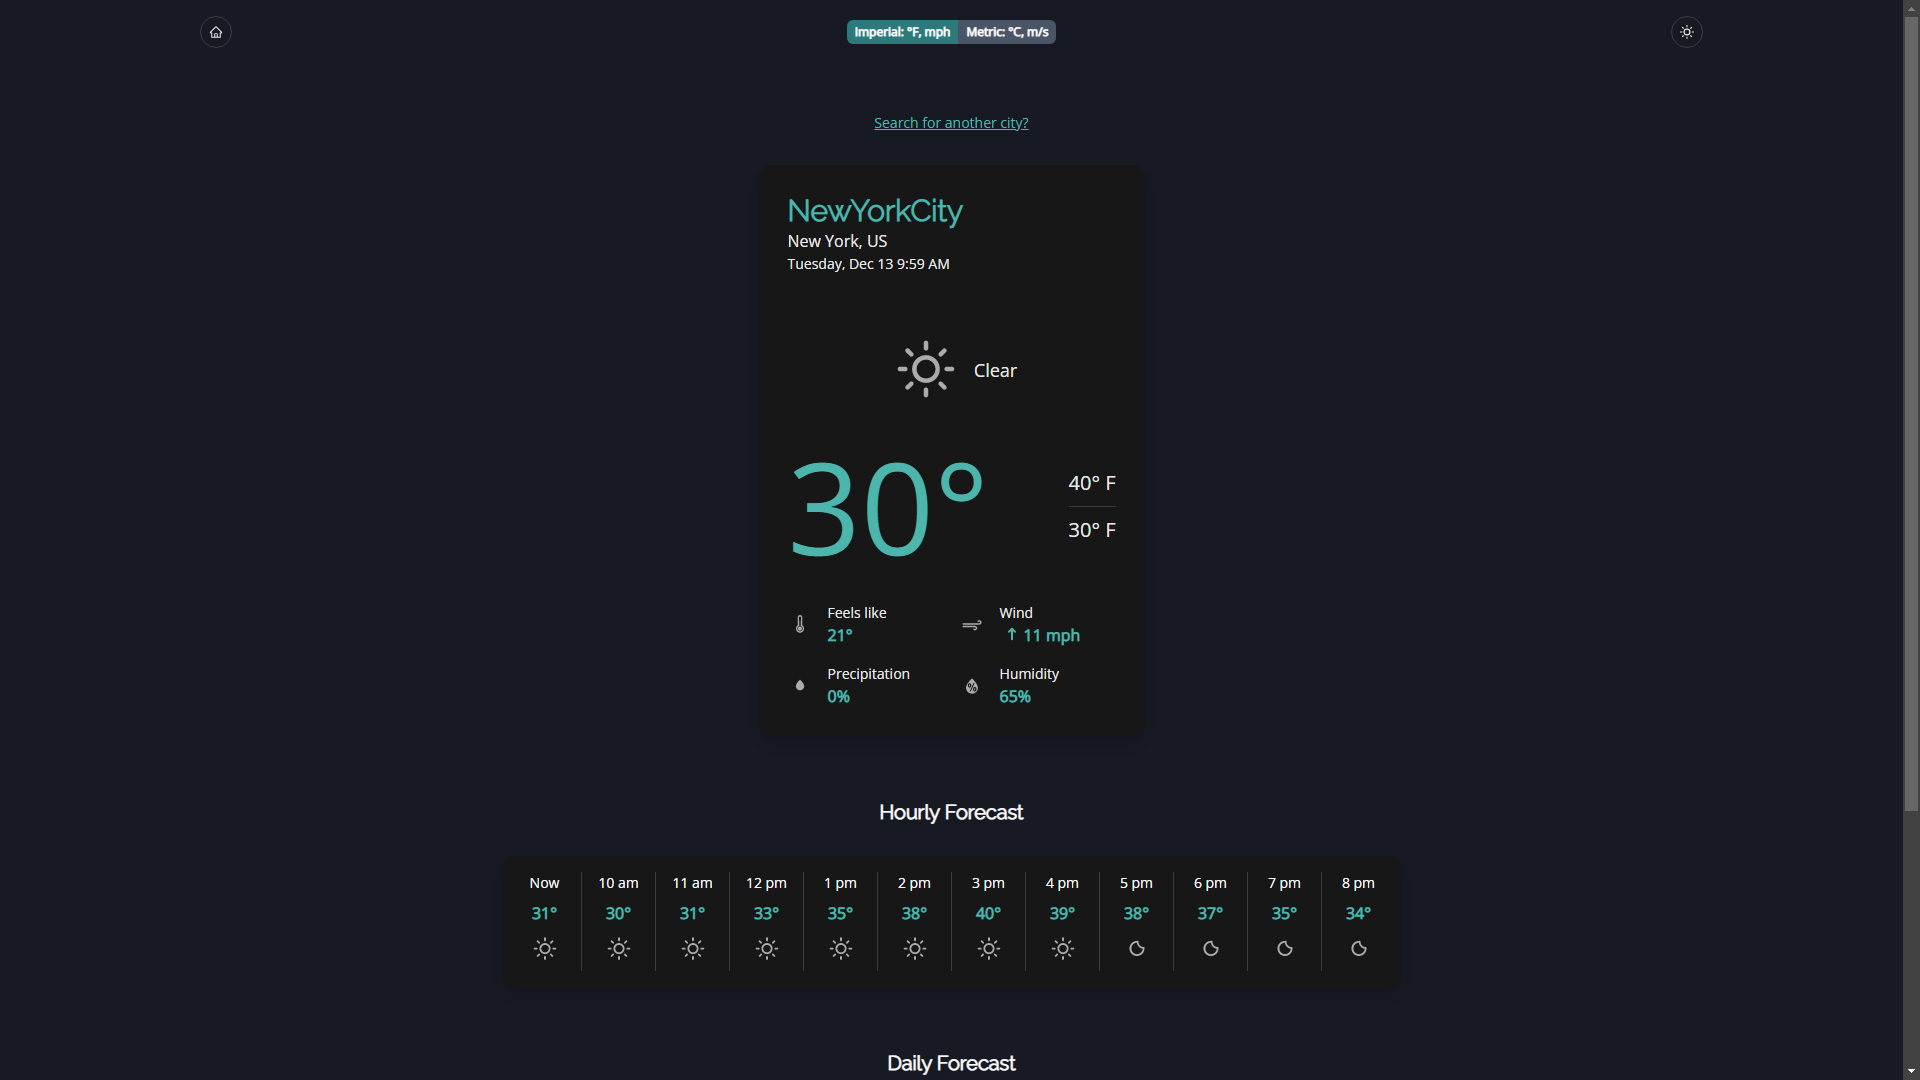 Imperial: °F, mph Metric: °C, m/s
Search for another city?
NewYorkCity
New York, US
Tuesday, Dec 13 9:59 AM
Clear
30°
40° F
30° F
Feels like
21°
Wind
↑ 11 mph
Precipitation
0%
Humidity
65%
Hourly Forecast
Now 10 am 11 am 12 pm 1 pm 2 pm 3 pm 4 pm 5 pm 6 pm 7 pm 8 pm
31° 30° 31° 33° 35° 38° 40° 39° 38° 37° 35° 34°
Daily Forecast